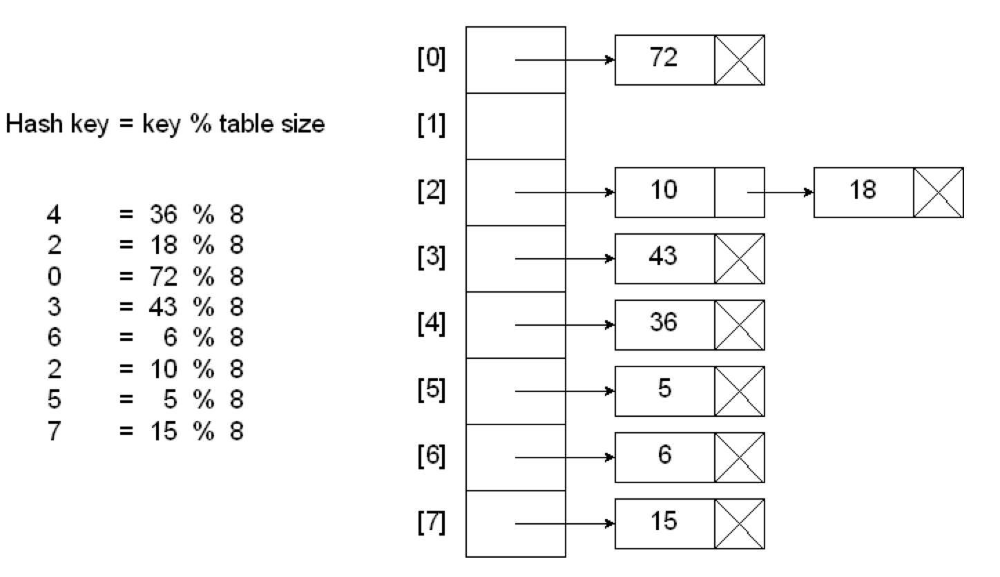 Hash key = key % table size
4 = 36 % 8
2 = 18 % 8
0 = 72 % 8
3 = 43 % 8
6 = 6 % 8
2 = 10 % 8
5 = 5 % 8
7 = 15 % 8
[0] 72
[1]
[2] 10 18
[3] 43
[4] 36
[5] 5
[6] 6
[7] 15